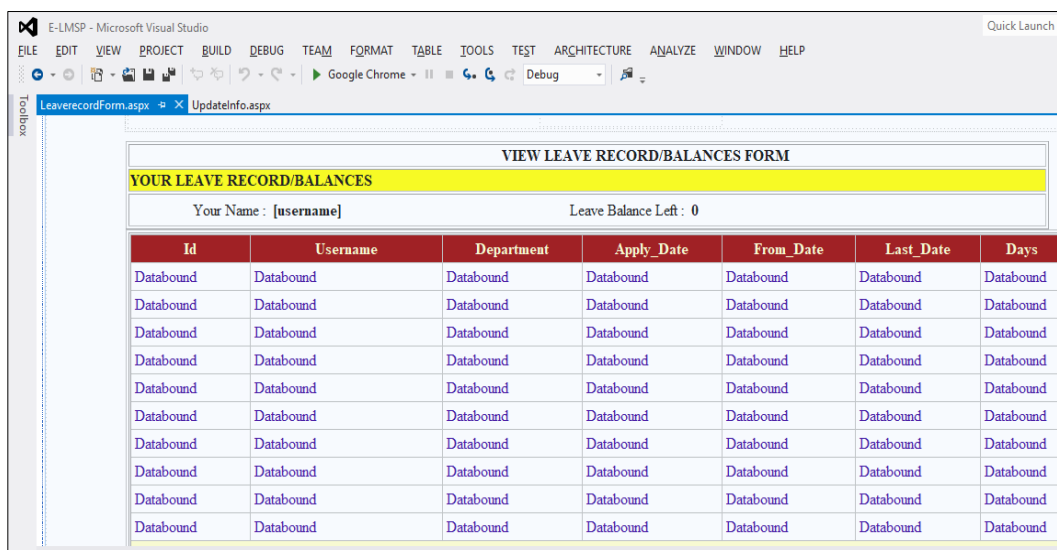 E-LMSP - Microsoft Visual Studio
Quick Launch
FILE EDIT VIEW PROJECT BUILD DEBUG TEAM FORMAT TABLE TOOLS TEST ARCHITECTURE ANALYZE WINDOW HELP
Google Chrome Debug
Toolbox
LeaverecordForm.aspx UpdateInfo.aspx
VIEW LEAVE RECORD/BALANCES FORM
YOUR LEAVE RECORD/BALANCES
Your Name : [username] Leave Balance Left : 0
Id Username Department Apply_Date From_Date Last_Date Days
Databound Databound Databound Databound Databound Databound Databound
Databound Databound Databound Databound Databound Databound Databound
Databound Databound Databound Databound Databound Databound Databound
Databound Databound Databound Databound Databound Databound Databound
Databound Databound Databound Databound Databound Databound Databound
Databound Databound Databound Databound Databound Databound Databound
Databound Databound Databound Databound Databound Databound Databound
Databound Databound Databound Databound Databound Databound Databound
Databound Databound Databound Databound Databound Databound Databound
Databound Databound Databound Databound Databound Databound Databound